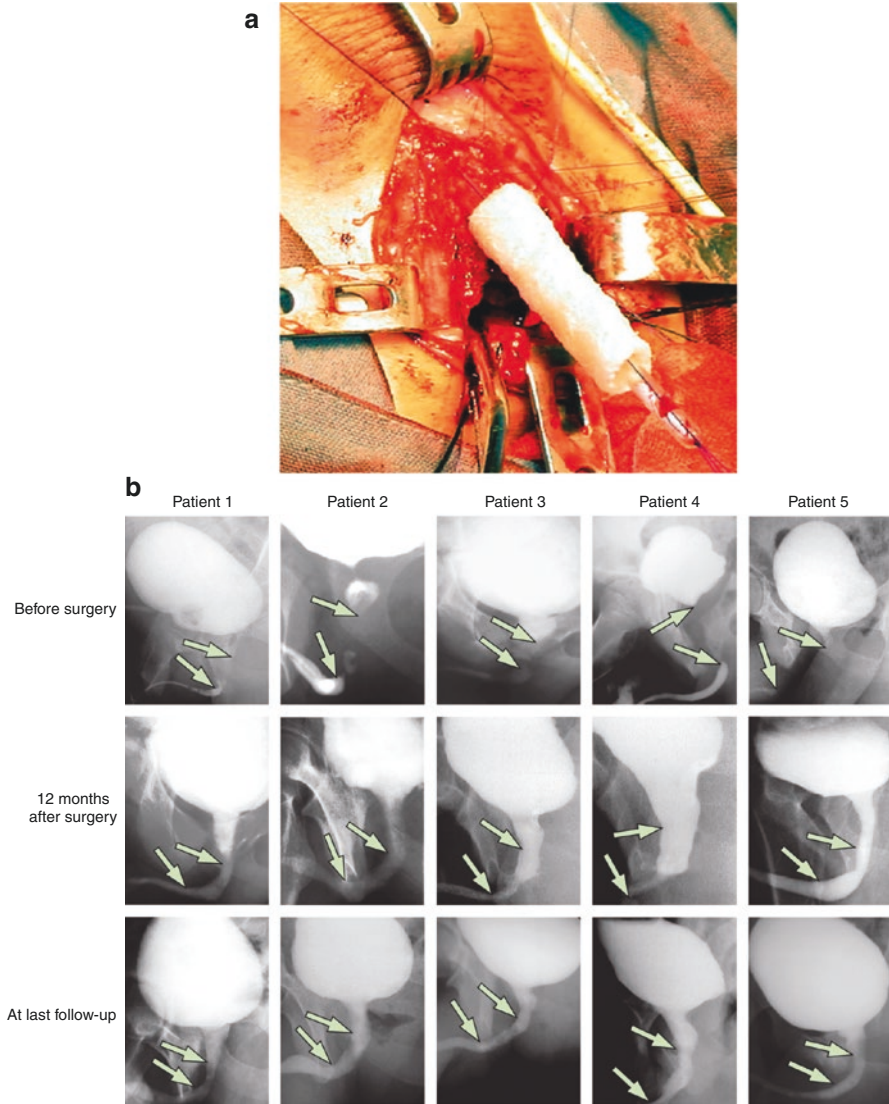 a
b
Patient 1 Patient 2 Patient 3 Patient 4 Patient 5
Before surgery
12 months
after surgery
At last follow-up